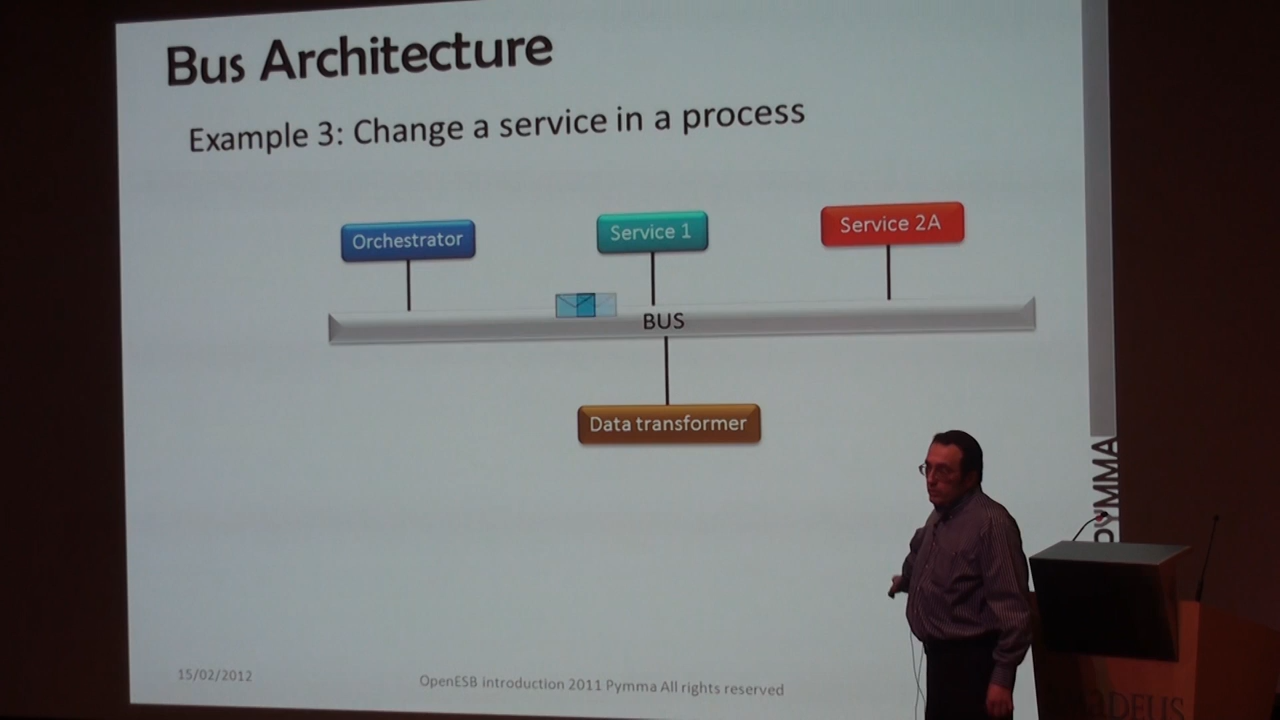 Bus Architecture
Example 3: Change a service in a process
Orchestrator
Service 1
Service 2A
BUS
Data transformer
PYMMA
15/02/2012
OpenESB introduction 2011 Pymma All rights reserved